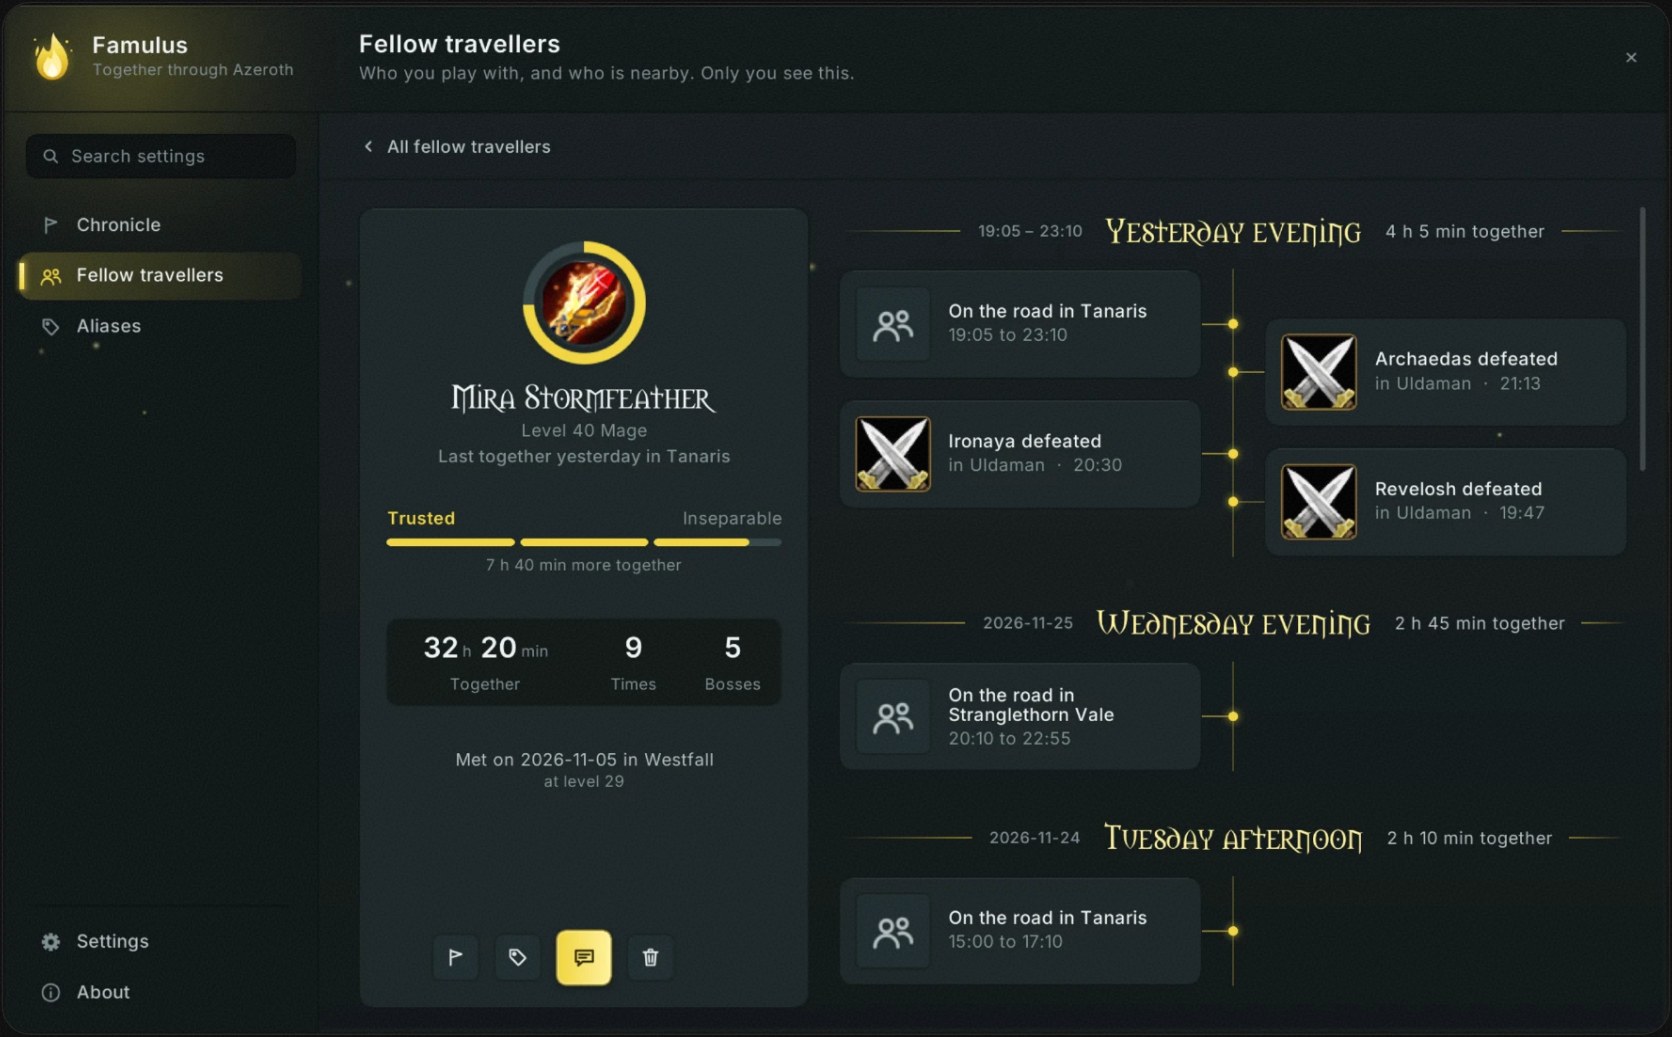 Famulus
Together through Azeroth
Search settings
Chronicle
Fellow travellers
Aliases
Settings
About
Fellow travellers
Who you play with, and who is nearby. Only you see this.
All fellow travellers
Mira Stormfeather
Level 40 Mage
Last together yesterday in Tanaris
Trusted Inseparable
7 h 40 min more together
32 h 20 min 9 5
Together Times Bosses
Met on 2026-11-05 in Westfall
at level 29
19:05 – 23:10 Yesterday evening 4 h 5 min together
On the road in Tanaris
19:05 to 23:10
Archaedas defeated
in Uldaman · 21:13
Ironaya defeated
in Uldaman · 20:30
Revelosh defeated
in Uldaman · 19:47
2026-11-25 Wednesday evening 2 h 45 min together
On the road in
Stranglethorn Vale
20:10 to 22:55
2026-11-24 Tuesday afternoon 2 h 10 min together
On the road in Tanaris
15:00 to 17:10